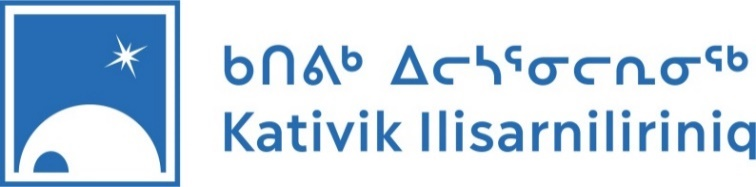 ᑲᑎᕕᒃ ᐃᓕᓴᕐᓂᓕᕆᓂᖅ
Kativik Ilisarniliriniq